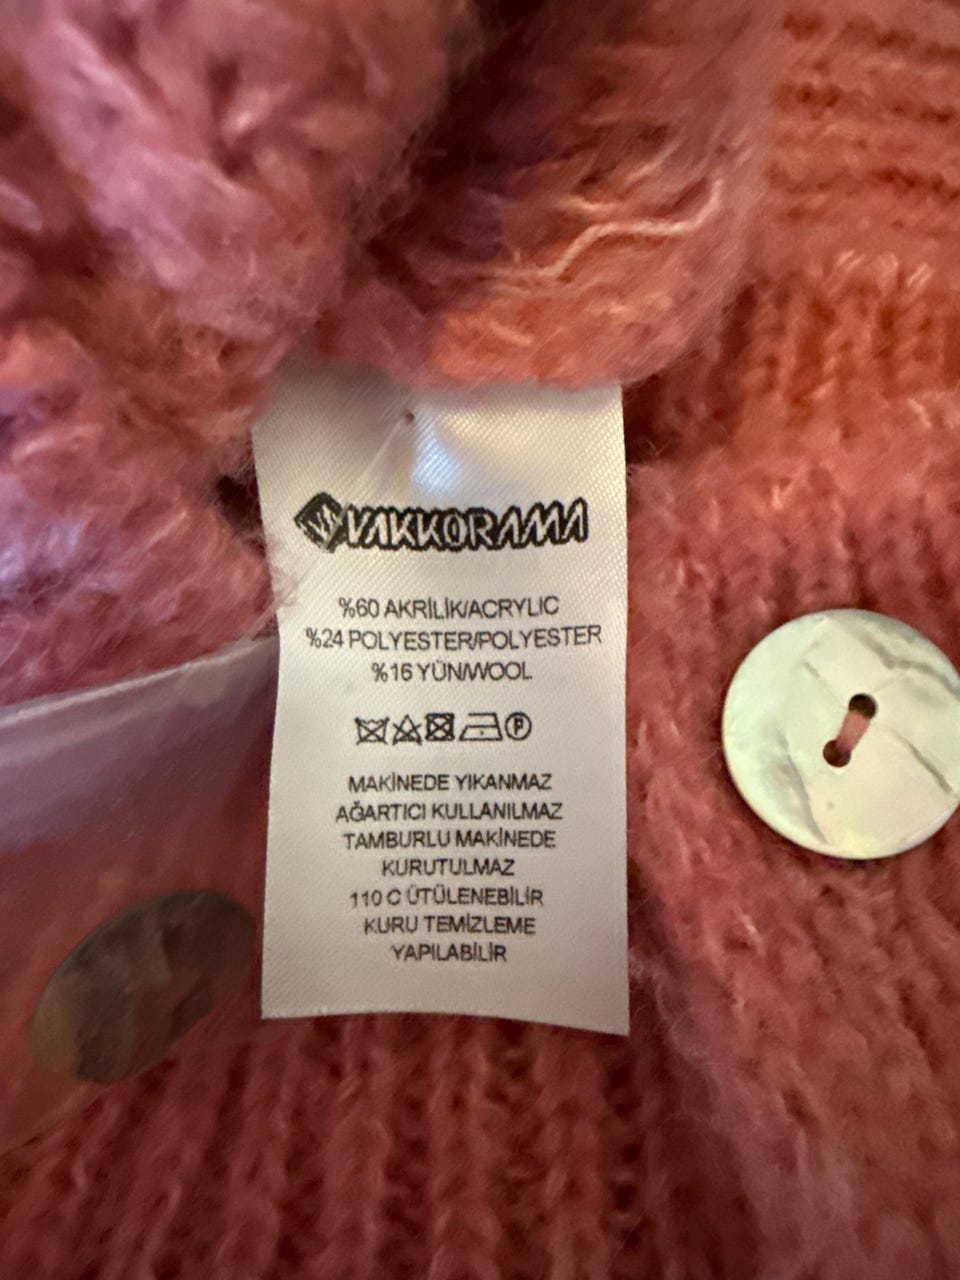 VAKKORAMA
%60 AKRİLİK/ACRYLIC
%24 POLYESTER/POLYESTER
%16 YÜN/WOOL
P
MAKİNEDE YIKANMAZ
AĞARTICI KULLANILMAZ
TAMBURLU MAKİNEDE
KURUTULMAZ
110 C ÜTÜLENEBİLİR
KURU TEMİZLEME
YAPILABİLİR